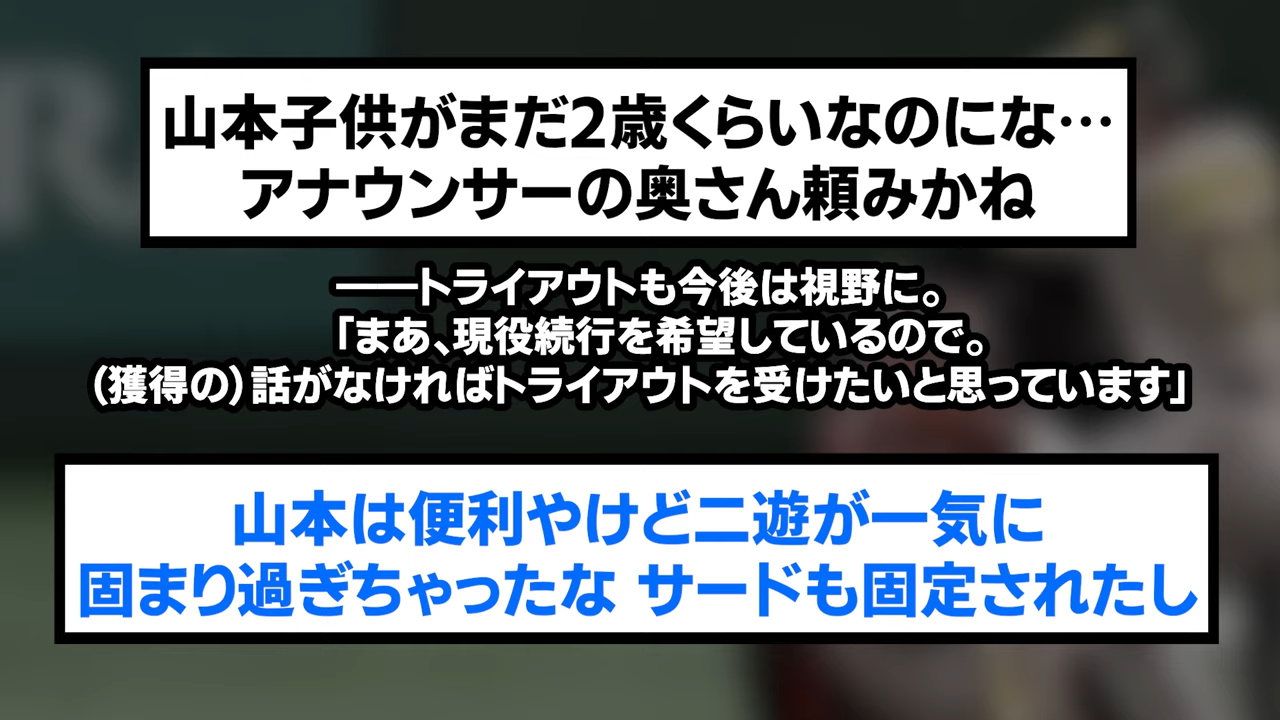 山本子供がまだ2歳くらいなのにな…
アナウンサーの奥さん頼みかね
──トライアウトも今後は視野に。
「まあ、現役続行を希望しているので。
（獲得の）話がなければトライアウトを受けたいと思っています」
山本は便利やけど二遊が一気に
固まり過ぎちゃったな サードも固定されたし